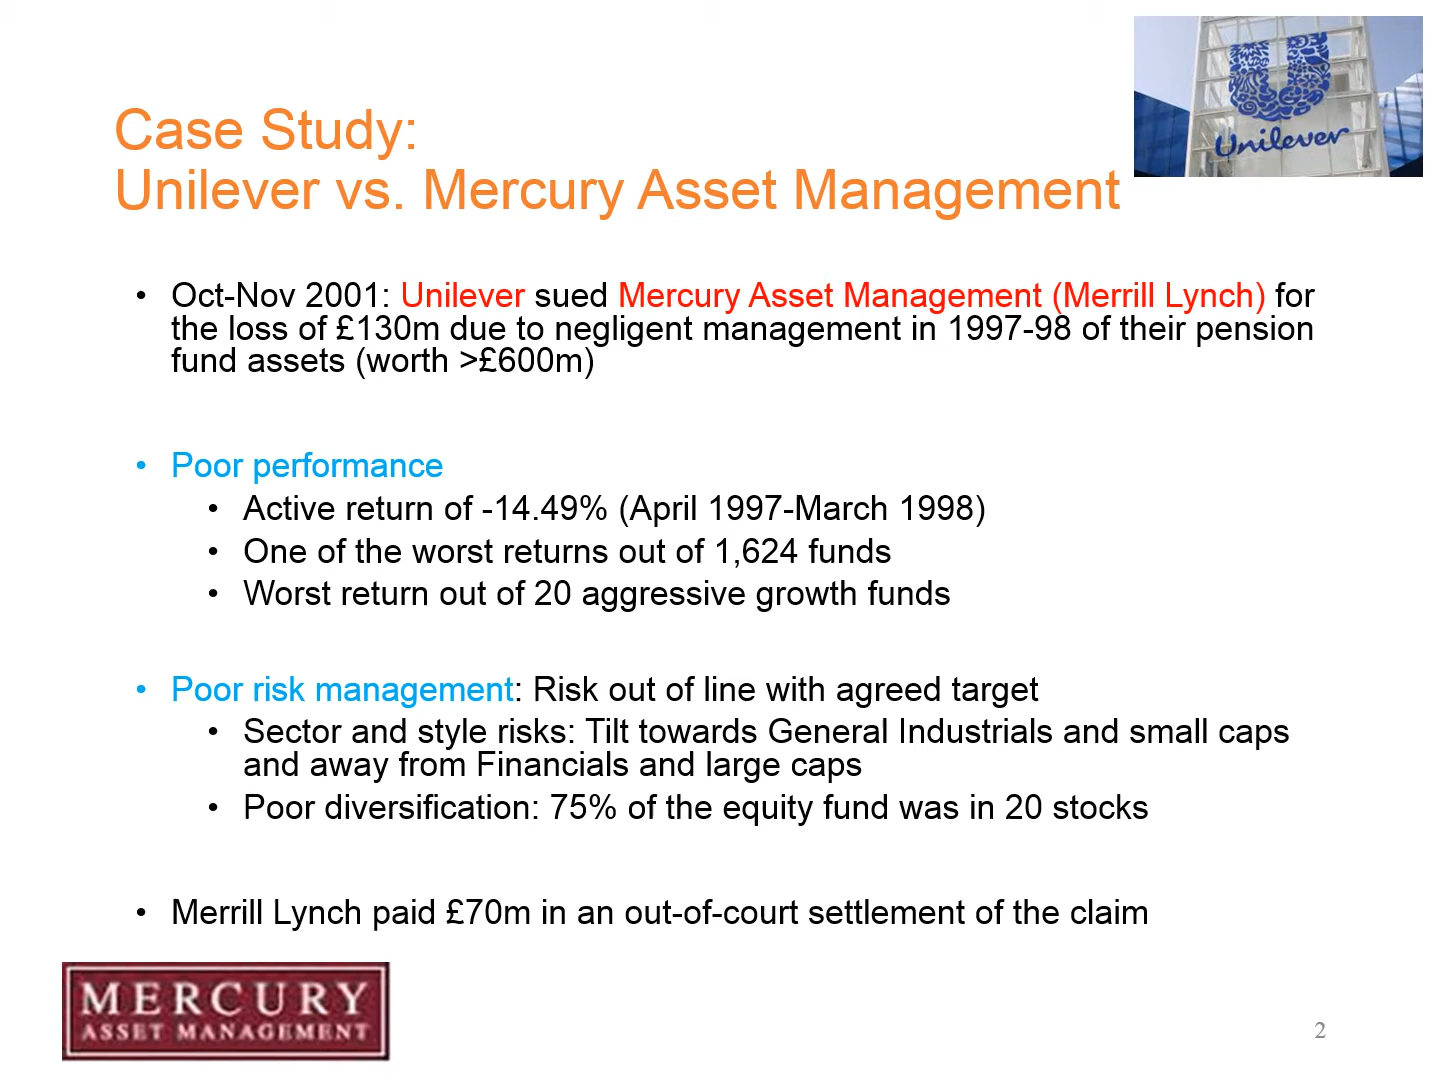 Unilever
Case Study:
Unilever vs. Mercury Asset Management
• Oct-Nov 2001: Unilever sued Mercury Asset Management (Merrill Lynch) for
the loss of £130m due to negligent management in 1997-98 of their pension
fund assets (worth >£600m)
• Poor performance
• Active return of -14.49% (April 1997-March 1998)
• One of the worst returns out of 1,624 funds
• Worst return out of 20 aggressive growth funds
• Poor risk management: Risk out of line with agreed target
• Sector and style risks: Tilt towards General Industrials and small caps
and away from Financials and large caps
• Poor diversification: 75% of the equity fund was in 20 stocks
• Merrill Lynch paid £70m in an out-of-court settlement of the claim
MERCURY
ASSET MANAGEMENT
2